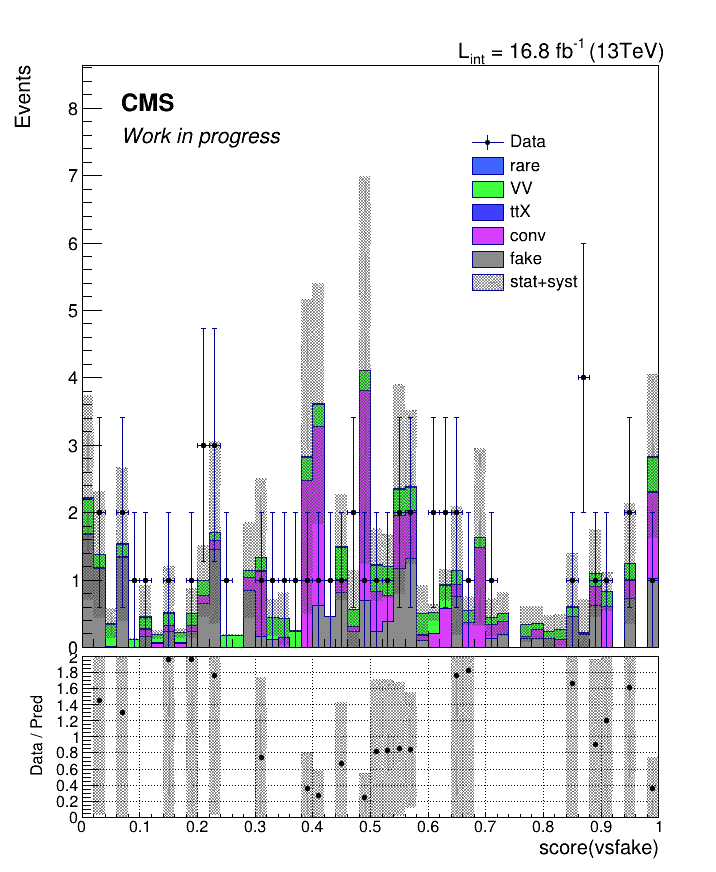 L_int = 16.8 fb^-1 (13TeV)
Events
CMS
Work in progress
Data
rare
VV
ttX
conv
fake
stat+syst
8
7
6
5
4
3
2
1
0
Data / Pred
2
1.8
1.6
1.4
1.2
1
0.8
0.6
0.4
0.2
0
0 0.1 0.2 0.3 0.4 0.5 0.6 0.7 0.8 0.9 1
score(vsfake)